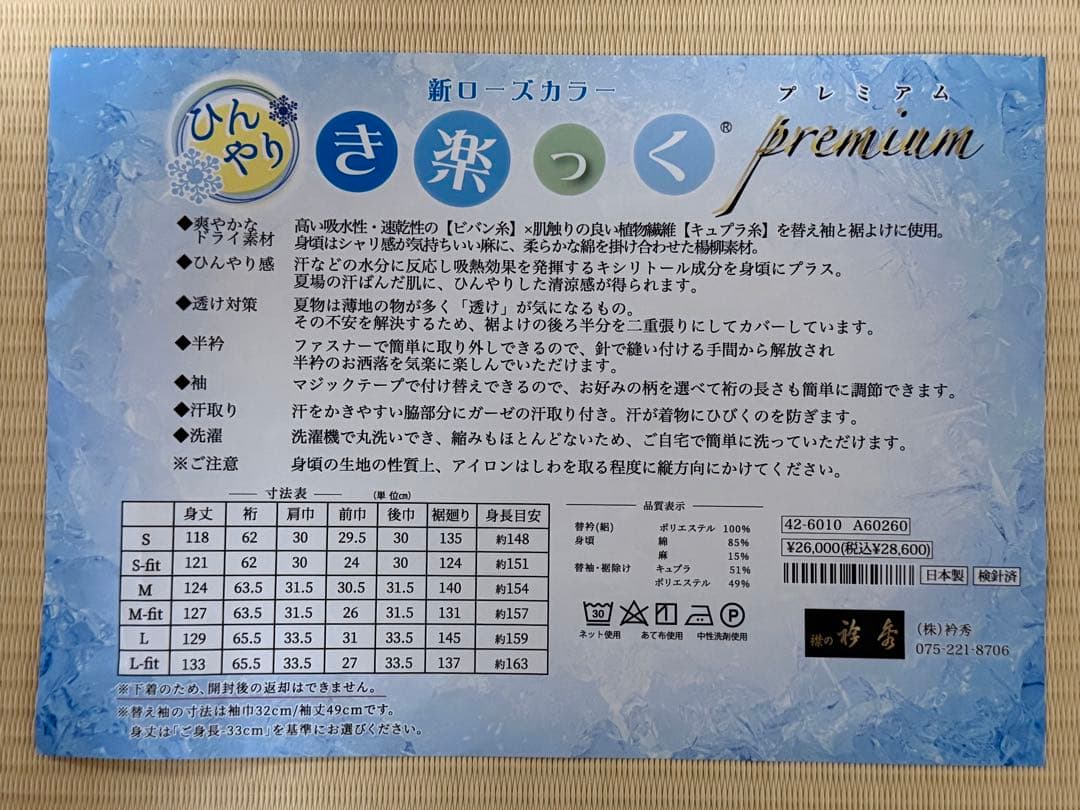 ひんやり
新ローズカラー
き楽っく®
プレミアム
premium
◆爽やかなドライ素材 高い吸水性・速乾性の【ビバン糸】×肌触りの良い植物繊維【キュプラ糸】を替え袖と裾よけに使用。
身頃はシャリ感が気持ちいい麻に、柔らかな綿を掛け合わせた楊柳素材。
◆ひんやり感 汗などの水分に反応し吸熱効果を発揮するキシリトール成分を身頃にプラス。
夏場の汗ばんだ肌に、ひんやりした清涼感が得られます。
◆透け対策 夏物は薄地の物が多く「透け」が気になるもの。
その不安を解決するため、裾よけの後ろ半分を二重張りにしてカバーしています。
◆半衿 ファスナーで簡単に取り外しできるので、針で縫い付ける手間から解放され
半衿のお洒落を気楽に楽しんでいただけます。
◆袖 マジックテープで付け替えできるので、お好みの柄を選べて裄の長さも簡単に調節できます。
◆汗取り 汗をかきやすい脇部分にガーゼの汗取り付き。汗が着物にひびくのを防ぎます。
◆洗濯 洗濯機で丸洗いでき、縮みもほとんどないため、ご自宅で簡単に洗っていただけます。
※ご注意 身頃の生地の性質上、アイロンはしわを取る程度に縦方向にかけてください。
寸法表 (単位㎝)
身丈 裄 肩巾 前巾 後巾 裾廻り 身長目安
S 118 62 30 29.5 30 135 約148
S-fit 121 62 30 24 30 124 約151
M 124 63.5 31.5 30.5 31.5 140 約154
M-fit 127 63.5 31.5 26 31.5 131 約157
L 129 65.5 33.5 31 33.5 145 約159
L-fit 133 65.5 33.5 27 33.5 137 約163
※下着のため、開封後の返却はできません。
※替え袖の寸法は袖巾32cm/袖丈49cmです。
身丈は「ご身長-33cm」を基準にお選びください。
品質表示
替衿(絽) ポリエステル 100%
身頃 綿 85%
麻 15%
替袖・裾除け キュプラ 51%
ポリエステル 49%
30 P
ネット使用 あて布使用 中性洗剤使用
42-6010 A60260
¥26,000(税込¥28,600)
日本製 検針済
襟の 衿秀
(株)衿秀
075-221-8706